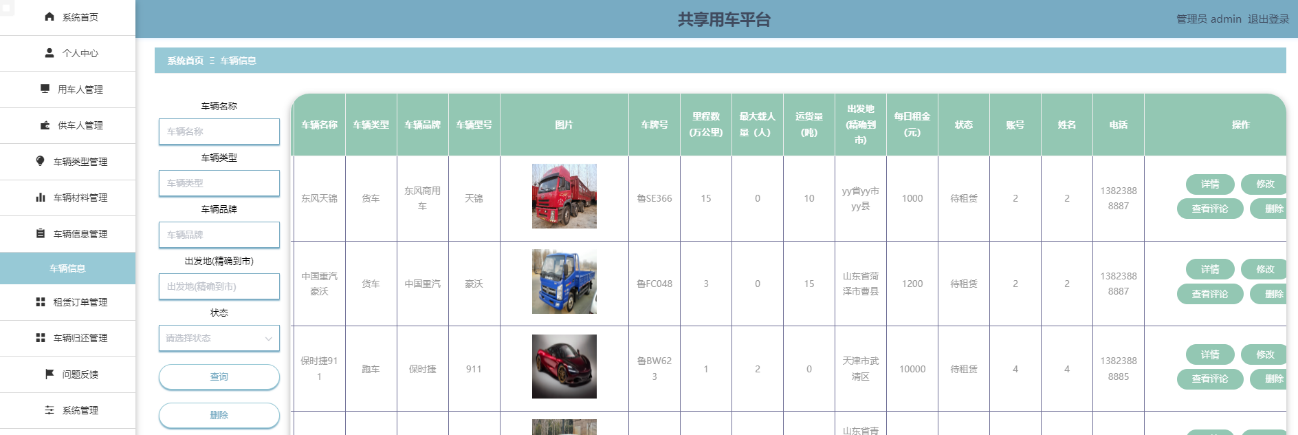 共享用车平台
管理员 admin 退出登录
系统首页
个人中心
用车人管理
供车人管理
车辆类型管理
车辆材料管理
车辆信息管理
车辆信息
租赁订单管理
车辆归还管理
问题反馈
系统管理
系统首页 车辆信息
车辆名称
车辆名称
车辆类型
车辆类型
车辆品牌
车辆品牌
出发地(精确到市)
出发地(精确到市)
状态
请选择状态
查询
删除
车辆名称 车辆类型 车辆品牌 车辆型号 图片 车牌号 里程数(万公里) 最大载人量（人） 运货量(吨) 出发地(精确到市) 每日租金(元) 状态 账号 姓名 电话 操作
东风天锦 货车 东风商用车 天锦 鲁SE366 15 0 10 yy省yy市yy县 1000 待租赁 2 2 13823888887 详情 修改
查看评论 删除
中国重汽豪沃 货车 中国重汽 豪沃 鲁FC048 3 0 15 山东省菏泽市曹县 1200 待租赁 2 2 13823888887 详情 修改
查看评论 删除
保时捷911 跑车 保时捷 911 鲁BW623 1 2 0 天津市武清区 10000 待租赁 4 4 13823888885 详情 修改
查看评论 删除
山东省青